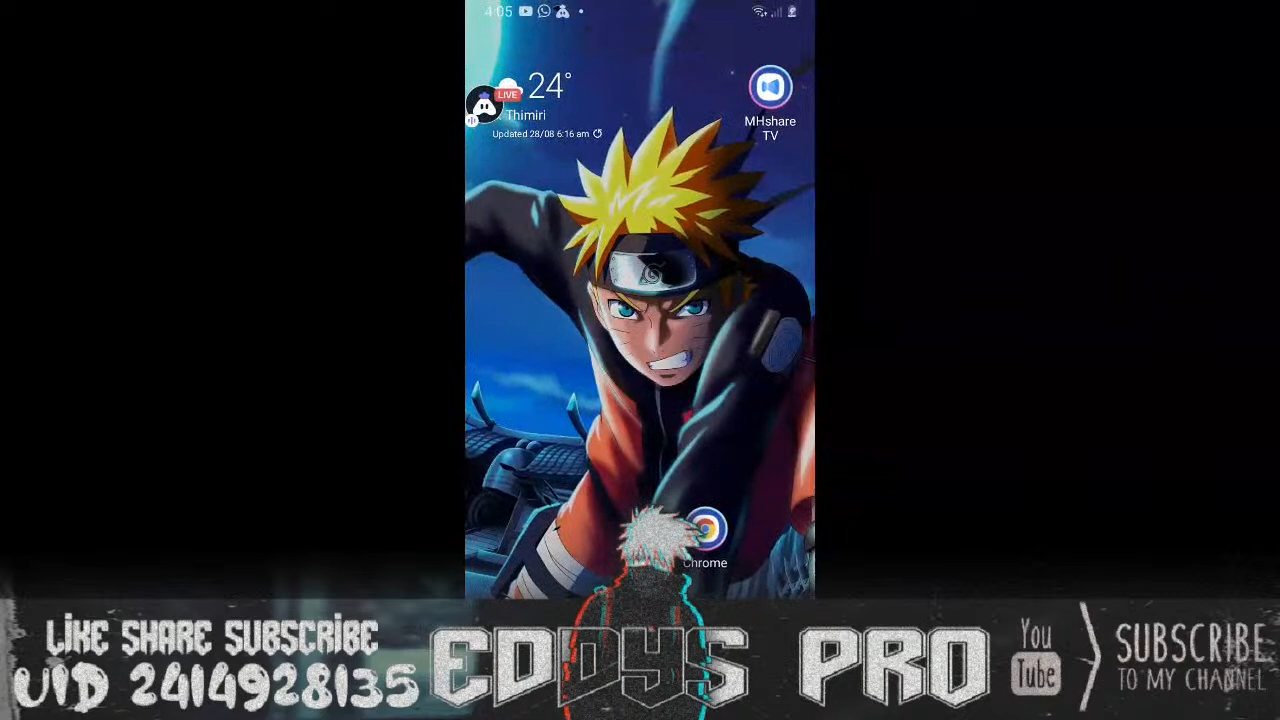 4:05
LIVE
24°
Thimiri
Updated 28/08 6:16 am
MHshare
TV
Chrome
LIKE SHARE SUBSCRIBE
UID 2414928135
EDDYS PRO
You
Tube
SUBSCRIBE
TO MY CHANNEL